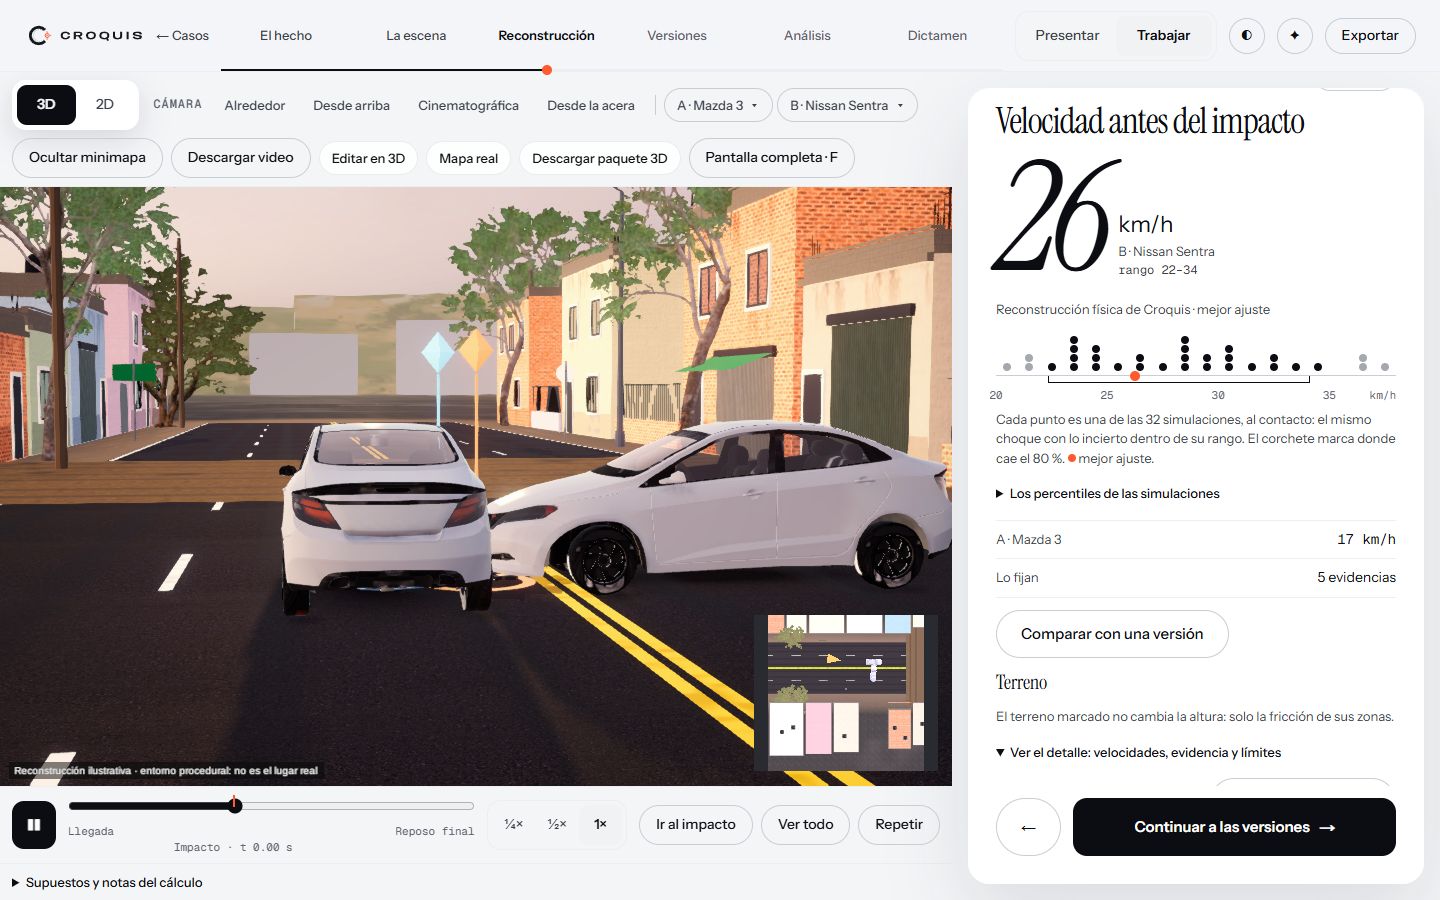 CROQUIS
← Casos
El hecho
La escena
Reconstrucción
Versiones
Análisis
Dictamen
Presentar
Trabajar
Exportar
3D
2D
CÁMARA
Alrededor
Desde arriba
Cinematográfica
Desde la acera
A · Mazda 3
B · Nissan Sentra
Ocultar minimapa
Descargar video
Editar en 3D
Mapa real
Descargar paquete 3D
Pantalla completa · F
Reconstrucción ilustrativa - entorno procedural: no es el lugar real
Llegada
Reposo final
Impacto · t 0.00 s
¼×
½×
1×
Ir al impacto
Ver todo
Repetir
Supuestos y notas del cálculo
Velocidad antes del impacto
26
km/h
B · Nissan Sentra
rango 22–34
Reconstrucción física de Croquis · mejor ajuste
20 25 30 35 km/h
Cada punto es una de las 32 simulaciones, al contacto: el mismo
choque con lo incierto dentro de su rango. El corchete marca donde
cae el 80 %. mejor ajuste.
Los percentiles de las simulaciones
A · Mazda 3 17 km/h
Lo fijan 5 evidencias
Comparar con una versión
Terreno
El terreno marcado no cambia la altura: solo la fricción de sus zonas.
Ver el detalle: velocidades, evidencia y límites
←
Continuar a las versiones →